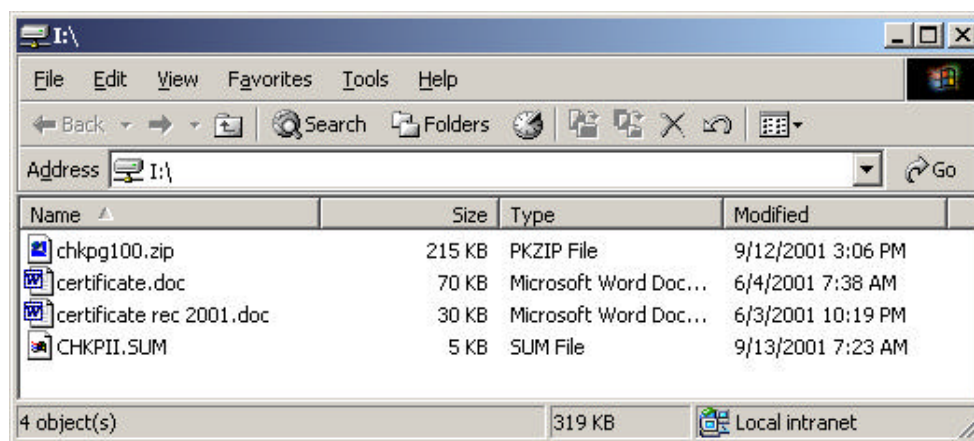 I:\
File Edit View Favorites Tools Help
Back Search Folders
Address I:\ Go
Name Size Type Modified
chkpg100.zip 215 KB PKZIP File 9/12/2001 3:06 PM
certificate.doc 70 KB Microsoft Word Doc... 6/4/2001 7:38 AM
certificate rec 2001.doc 30 KB Microsoft Word Doc... 6/3/2001 10:19 PM
CHKPII.SUM 5 KB SUM File 9/13/2001 7:23 AM
4 object(s) 319 KB Local intranet